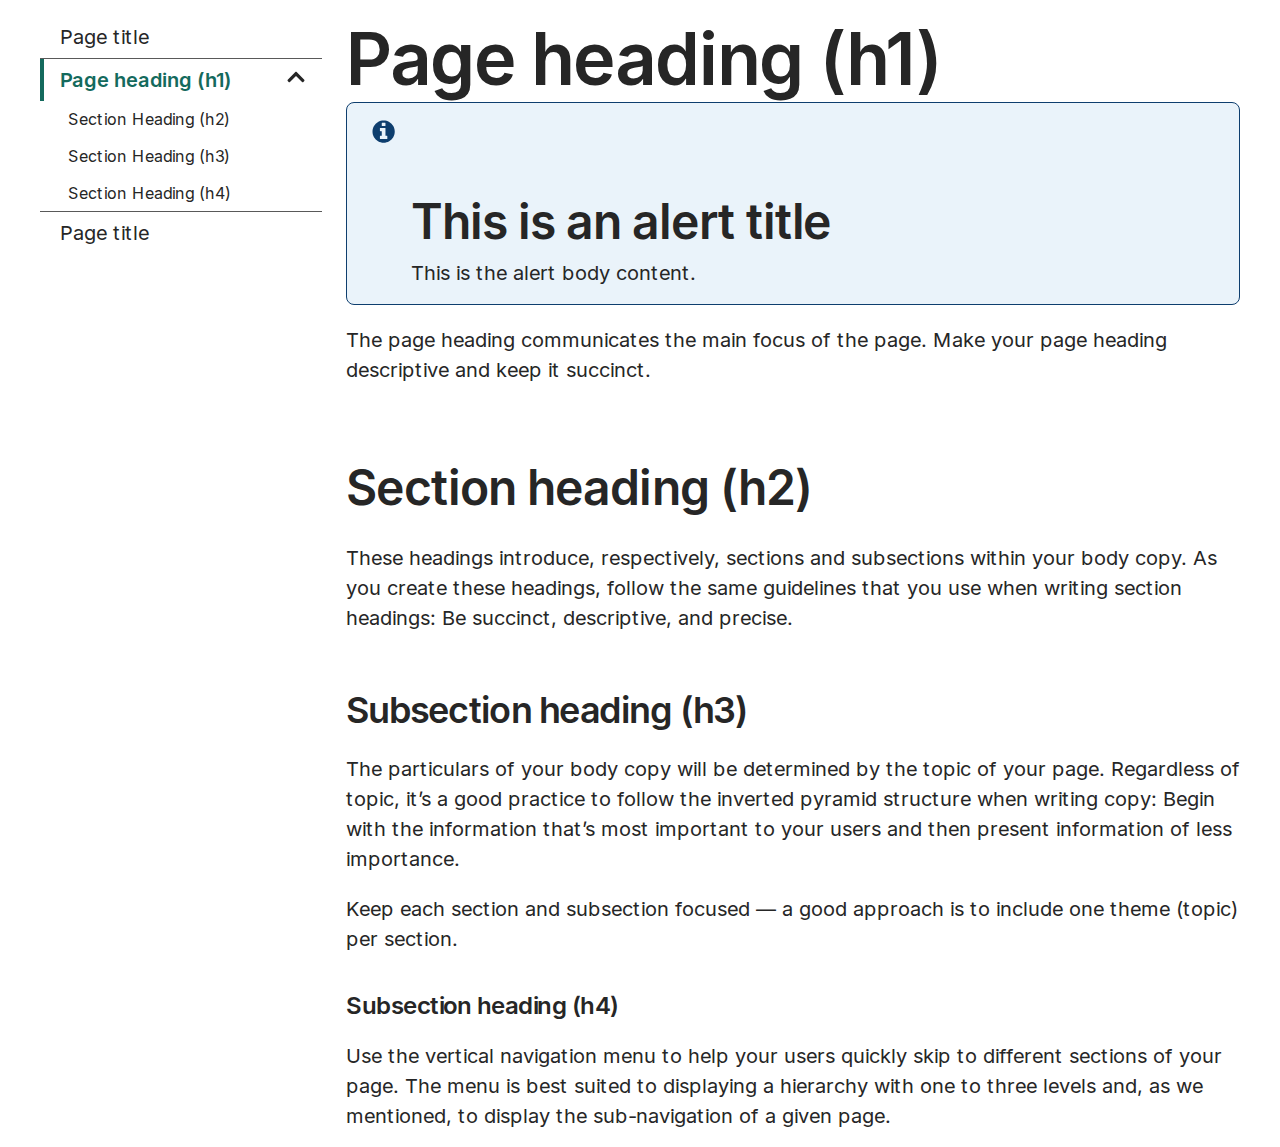 Page title
Page heading (h1)
Section Heading (h2)
Section Heading (h3)
Section Heading (h4)
Page title
Page heading (h1)
This is an alert title
This is the alert body content.
The page heading communicates the main focus of the page. Make your page heading
descriptive and keep it succinct.
Section heading (h2)
These headings introduce, respectively, sections and subsections within your body copy. As
you create these headings, follow the same guidelines that you use when writing section
headings: Be succinct, descriptive, and precise.
Subsection heading (h3)
The particulars of your body copy will be determined by the topic of your page. Regardless of
topic, it’s a good practice to follow the inverted pyramid structure when writing copy: Begin
with the information that’s most important to your users and then present information of less
importance.
Keep each section and subsection focused — a good approach is to include one theme (topic)
per section.
Subsection heading (h4)
Use the vertical navigation menu to help your users quickly skip to different sections of your
page. The menu is best suited to displaying a hierarchy with one to three levels and, as we
mentioned, to display the sub-navigation of a given page.